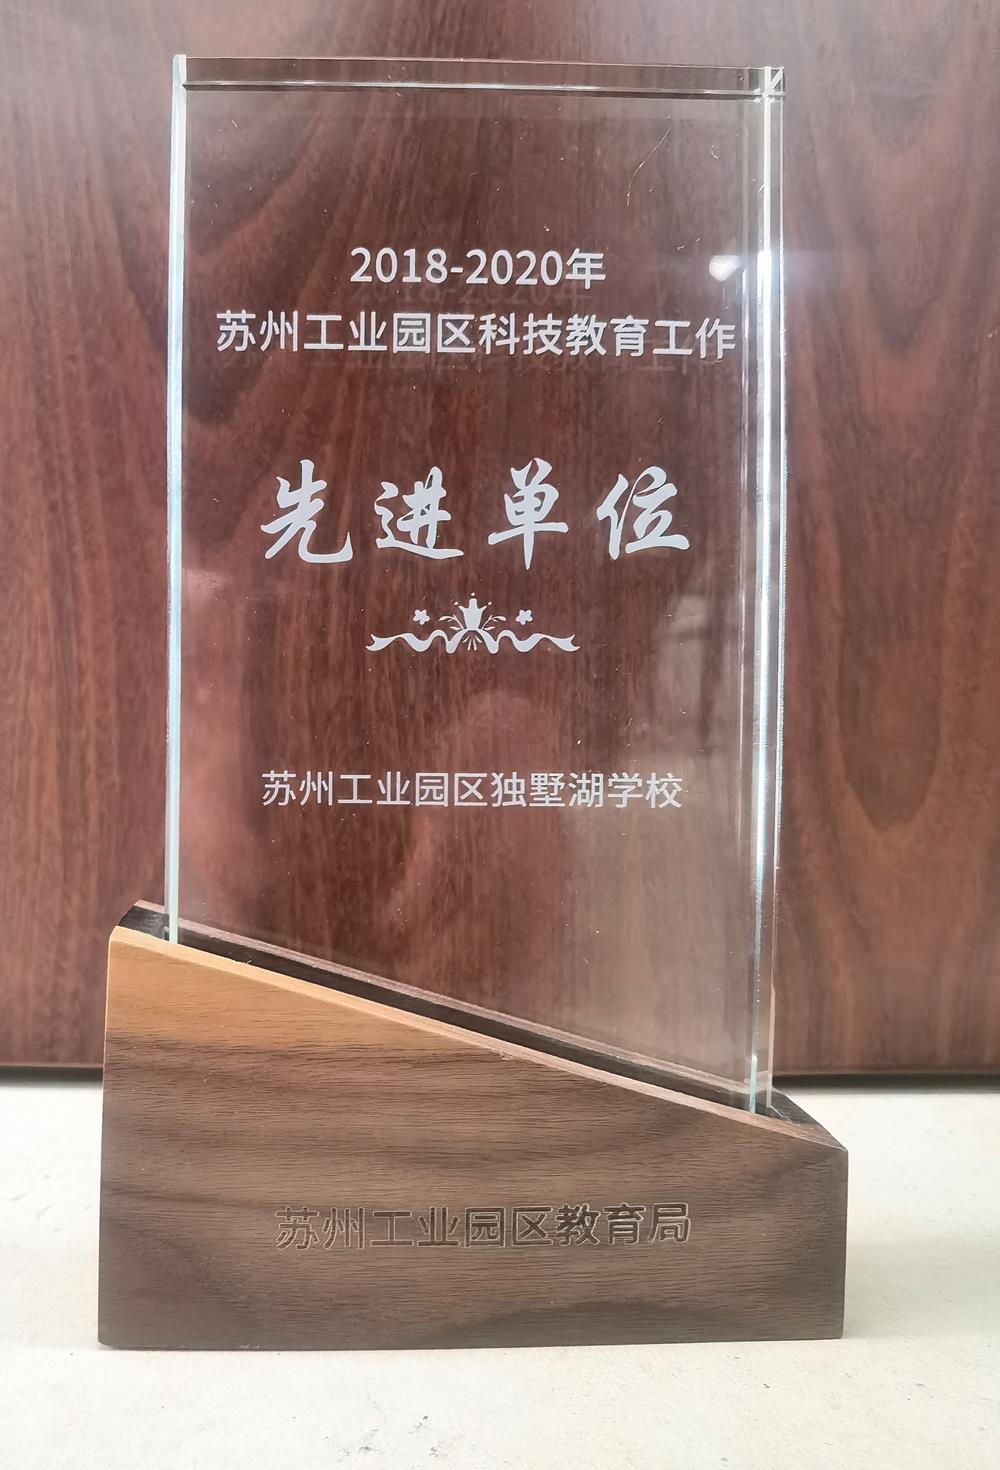 2018-2020年
苏州工业园区科技教育工作
先进单位
苏州工业园区独墅湖学校
苏州工业园区教育局